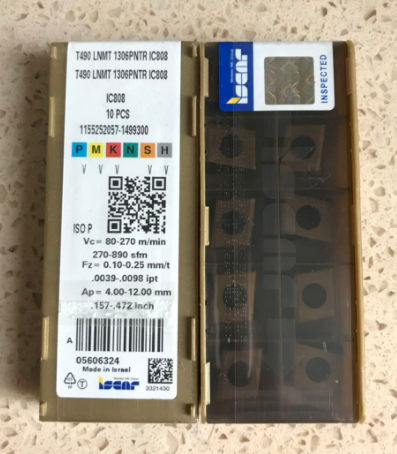 T490 LNMT 1306PNTR IC808
T490 LNMT 1306PNTR IC808
IC808
10 PCS
1155252057-1499300
P M K N S H
V V V V V
ISO P
Vc= 80-270 m/min
270-890 sfm
Fz= 0.10-0.25 mm/t
.0039-.0098 ipt
Ap= 4.00-12.00 mm
.157-.472 inch
A
05606324
Made in Israel
iscar
3321430
iscar
INSPECTED